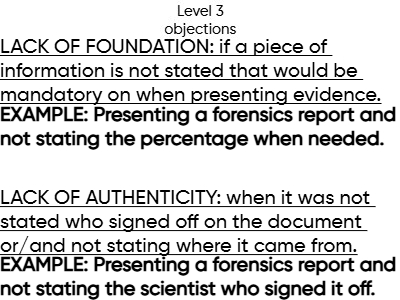 Level 3
objections
LACK OF FOUNDATION: if a piece of
information is not stated that would be
mandatory on when presenting evidence.
EXAMPLE: Presenting a forensics report and
not stating the percentage when needed.
LACK OF AUTHENTICITY: when it was not
stated who signed off on the document
or/and not stating where it came from.
EXAMPLE: Presenting a forensics report and
not stating the scientist who signed it off.